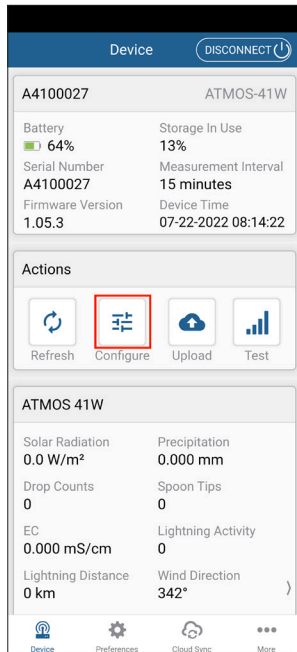 Device
DISCONNECT
A4100027 ATMOS-41W
Battery Storage In Use
64% 13%
Serial Number Measurement Interval
A4100027 15 minutes
Firmware Version Device Time
1.05.3 07-22-2022 08:14:22
Actions
Refresh Configure Upload Test
ATMOS 41W
Solar Radiation Precipitation
0.0 W/m² 0.000 mm
Drop Counts Spoon Tips
0 0
EC Lightning Activity
0.000 mS/cm 0
Lightning Distance Wind Direction
0 km 342°
Device Preferences Cloud Sync More